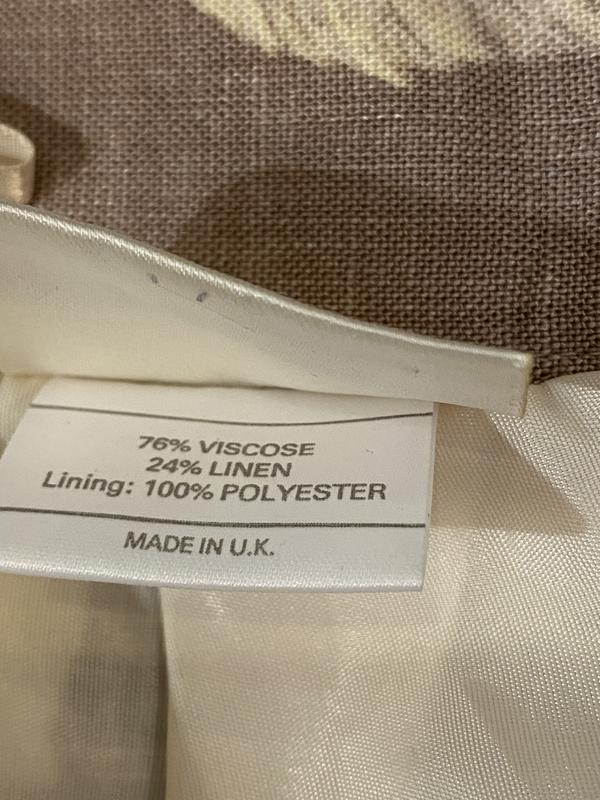 76% VISCOSE
24% LINEN
Lining: 100% POLYESTER
MADE IN U.K.